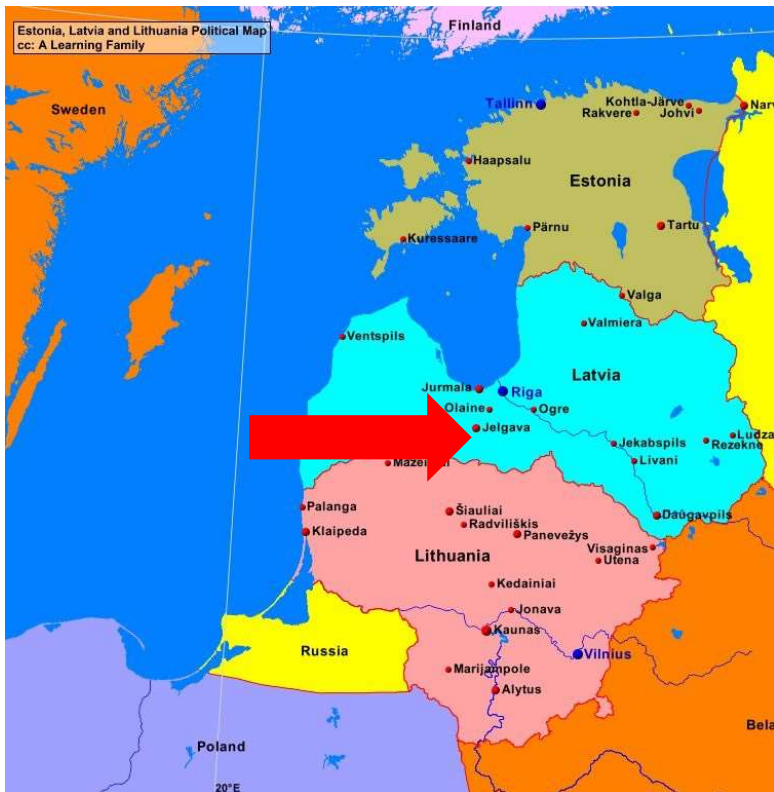 Estonia, Latvia and Lithuania Political Map
cc: A Learning Family
Finland
Sweden
Tallinn
Kohtla-Järve
Rakvere
Johvi
Haapsalu
Estonia
Kuressaare
Pärnu
Tartu
Valga
Valmiera
Ventspils
Latvia
Jurmala
Riga
Olaine
Ogre
Jelgava
Jekabspils
Ludza
Rezekne
Livani
Palanga
Klaipeda
Šiauliai
Radviliškis
Panevežys
Daugavpils
Visaginas
Utena
Lithuania
Kedainiai
Jonava
Kaunas
Russia
Vilnius
Marijampole
Alytus
Poland
20°E